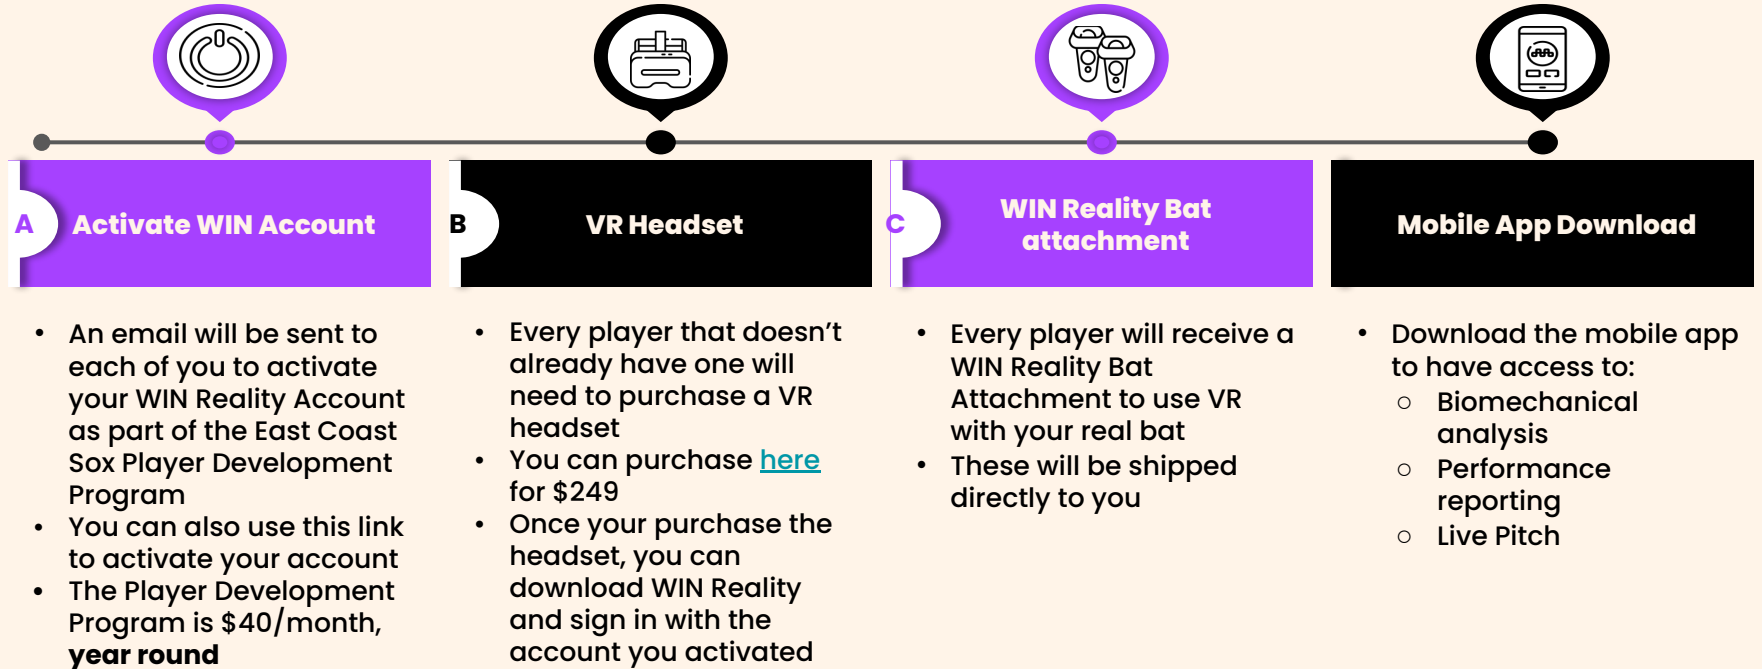 A
Activate WIN Account
• An email will be sent to
each of you to activate
your WIN Reality Account
as part of the East Coast
Sox Player Development
Program
• You can also use this link
to activate your account
• The Player Development
Program is $40/month,
year round
B
VR Headset
• Every player that doesn’t
already have one will
need to purchase a VR
headset
• You can purchase here
for $249
• Once your purchase the
headset, you can
download WIN Reality
and sign in with the
account you activated
C
WIN Reality Bat
attachment
• Every player will receive a
WIN Reality Bat
Attachment to use VR
with your real bat
• These will be shipped
directly to you
Mobile App Download
• Download the mobile app
to have access to:
○ Biomechanical
analysis
○ Performance
reporting
○ Live Pitch